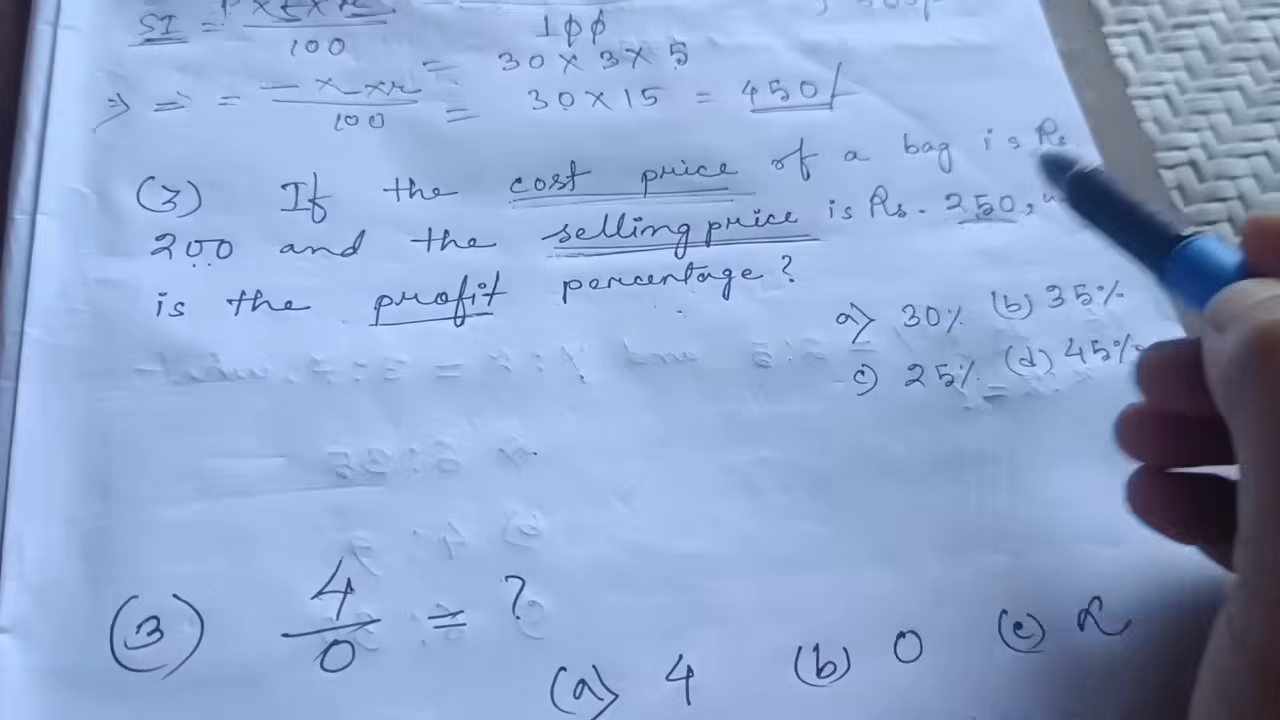 SI = P×t×r/100
1ϕϕ
= 30×3×5
⇒ = = — × ×r/100 = 30×15 = 450/
(3) If the cost price of a bag is Rs
200 and the selling price is Rs. 250,
is the profit percentage?
a) 30% (b) 35%
c) 25% (d) 45%
(3) 4/0 = ?
(a) 4 (b) 0 (c)